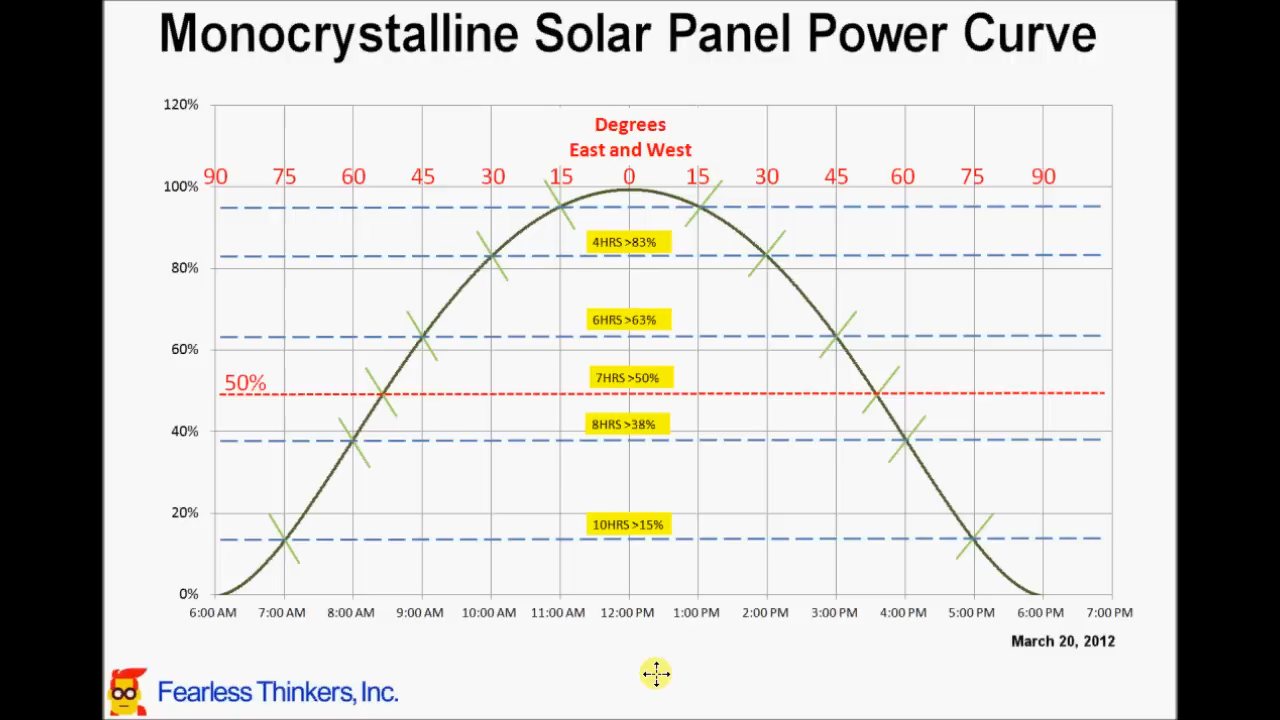 Monocrystalline Solar Panel Power Curve
120%
Degrees
East and West
90 75 60 45 30 15 0 15 30 45 60 75 90
100%
4HRS >83%
80%
6HRS >63%
60%
7HRS >50%
50%
8HRS >38%
40%
20%
10HRS >15%
0%
6:00 AM 7:00 AM 8:00 AM 9:00 AM 10:00 AM 11:00 AM 12:00 PM 1:00 PM 2:00 PM 3:00 PM 4:00 PM 5:00 PM 6:00 PM 7:00 PM
March 20, 2012
Fearless Thinkers, Inc.